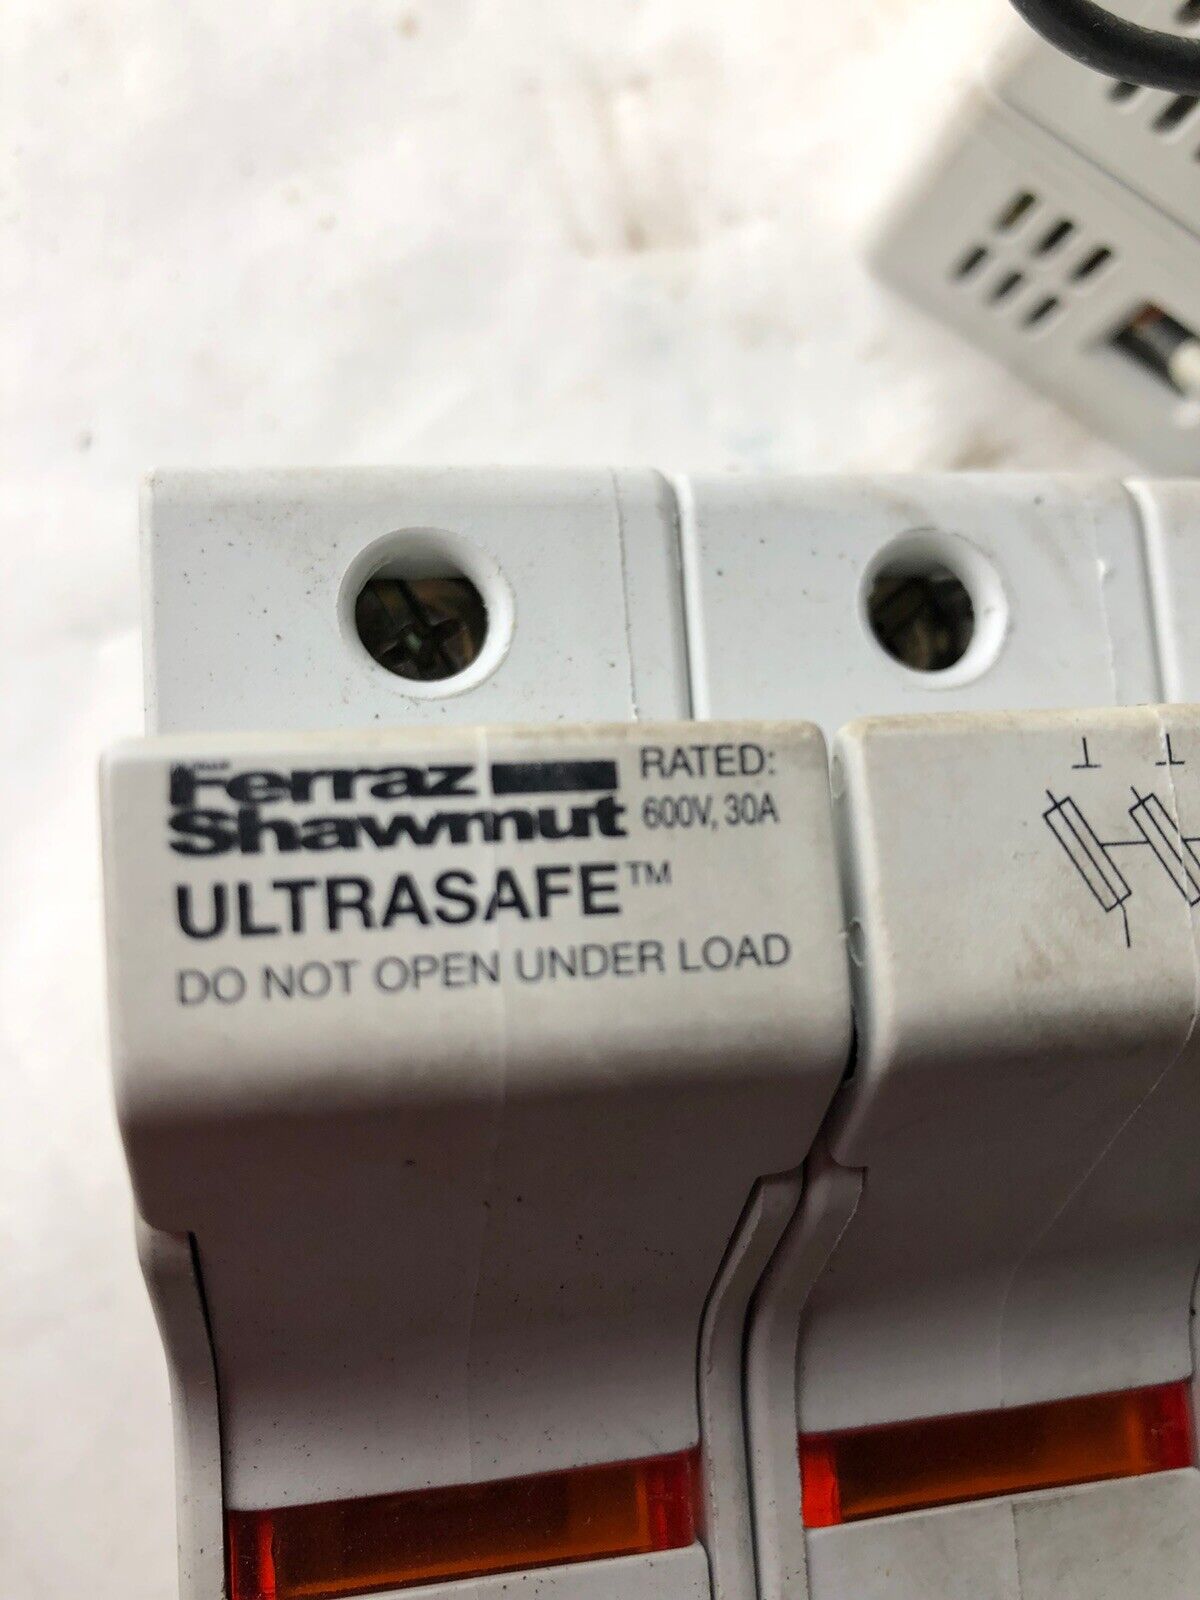 Ferraz
Shawmut
RATED:
600V, 30A
ULTRASAFE™
DO NOT OPEN UNDER LOAD